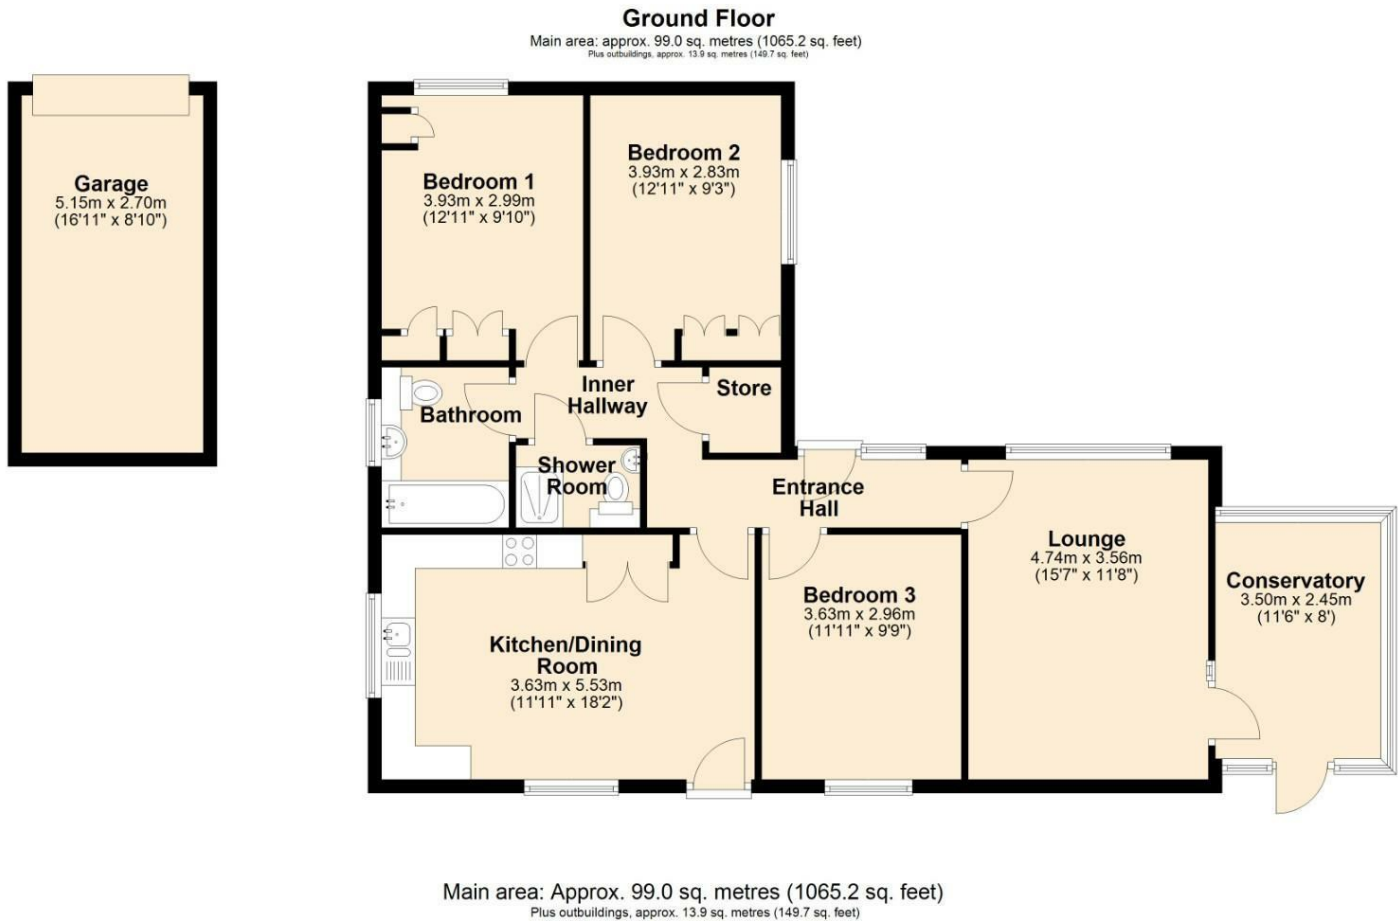 Ground Floor
Main area: approx. 99.0 sq. metres (1065.2 sq. feet)
Plus outbuildings, approx. 13.9 sq. metres (149.7 sq. feet)
Garage
5.15m x 2.70m
(16'11" x 8'10")
Bedroom 1
3.93m x 2.99m
(12'11" x 9'10")
Bedroom 2
3.93m x 2.83m
(12'11" x 9'3")
Bathroom
Inner
Hallway
Store
Shower
Room
Entrance
Hall
Lounge
4.74m x 3.56m
(15'7" x 11'8")
Conservatory
3.50m x 2.45m
(11'6" x 8')
Bedroom 3
3.63m x 2.96m
(11'11" x 9'9")
Kitchen/Dining
Room
3.63m x 5.53m
(11'11" x 18'2")
Main area: Approx. 99.0 sq. metres (1065.2 sq. feet)
Plus outbuildings, approx. 13.9 sq. metres (149.7 sq. feet)